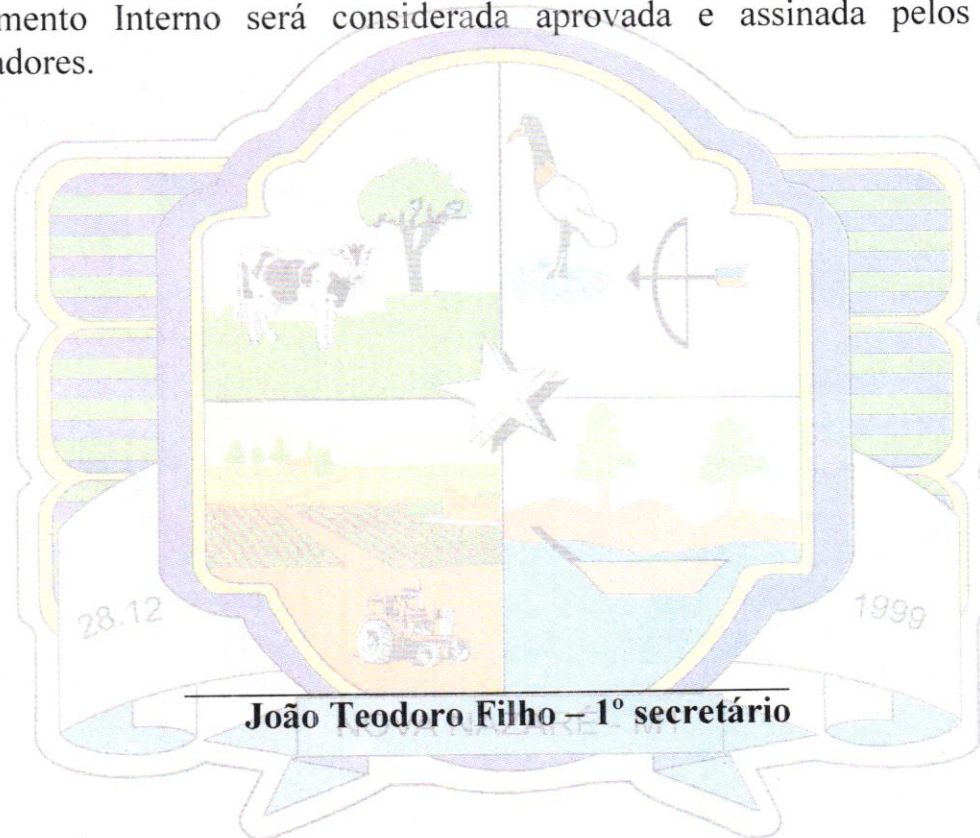 mento Interno será considerada aprovada e assinada pelos
adores.
28.12
1999
João Teodoro Filho – 1º secretário
NOVA NAZARÉ - MT